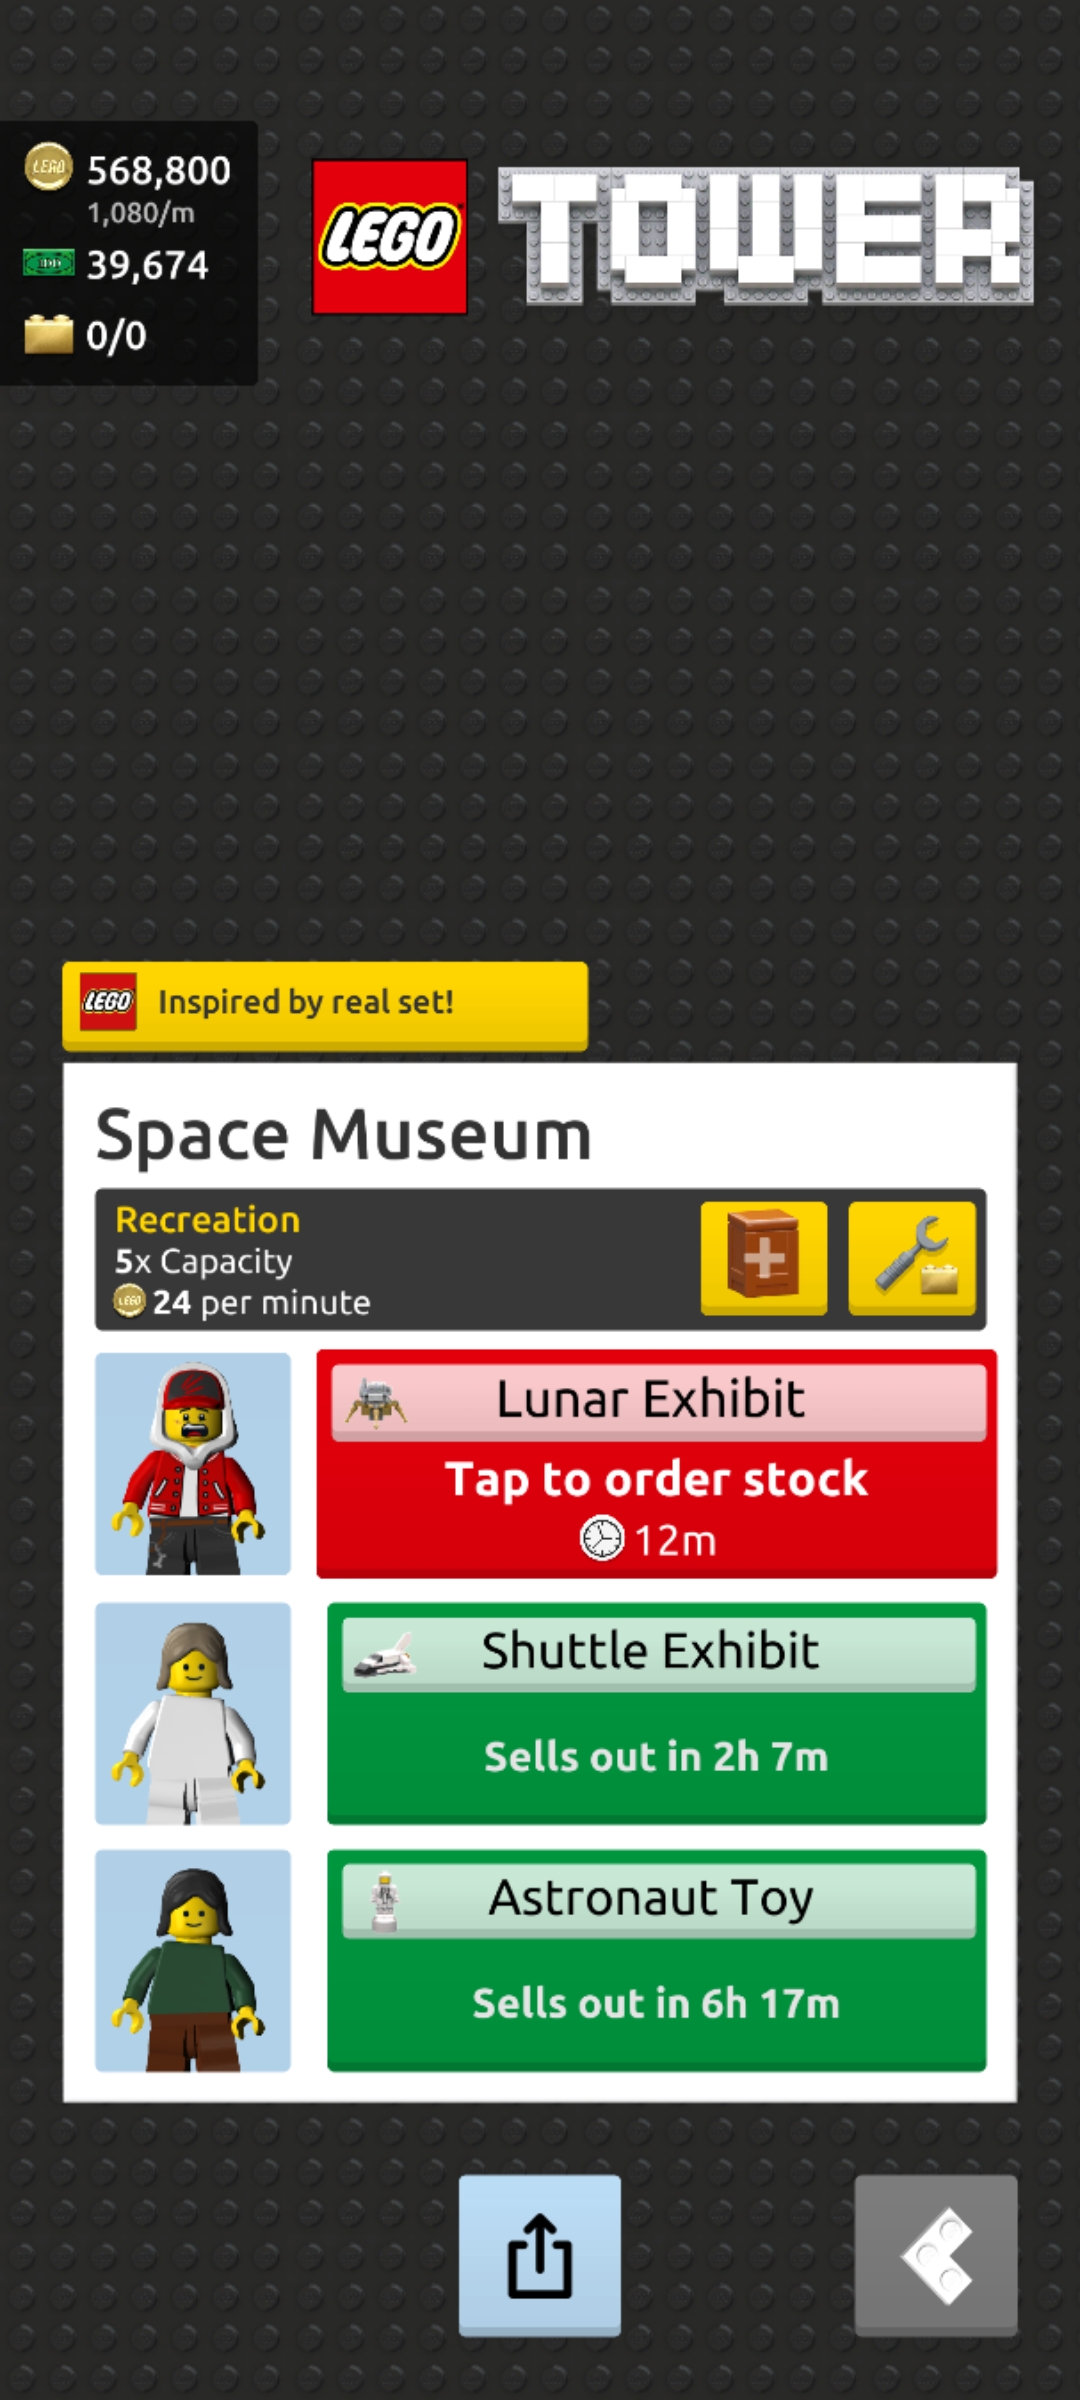 568,800
1,080/m
39,674
0/0
LEGO TOWER
LEGO Inspired by real set!
Space Museum
Recreation
5x Capacity
24 per minute
Lunar Exhibit
Tap to order stock
12m
Shuttle Exhibit
Sells out in 2h 7m
Astronaut Toy
Sells out in 6h 17m